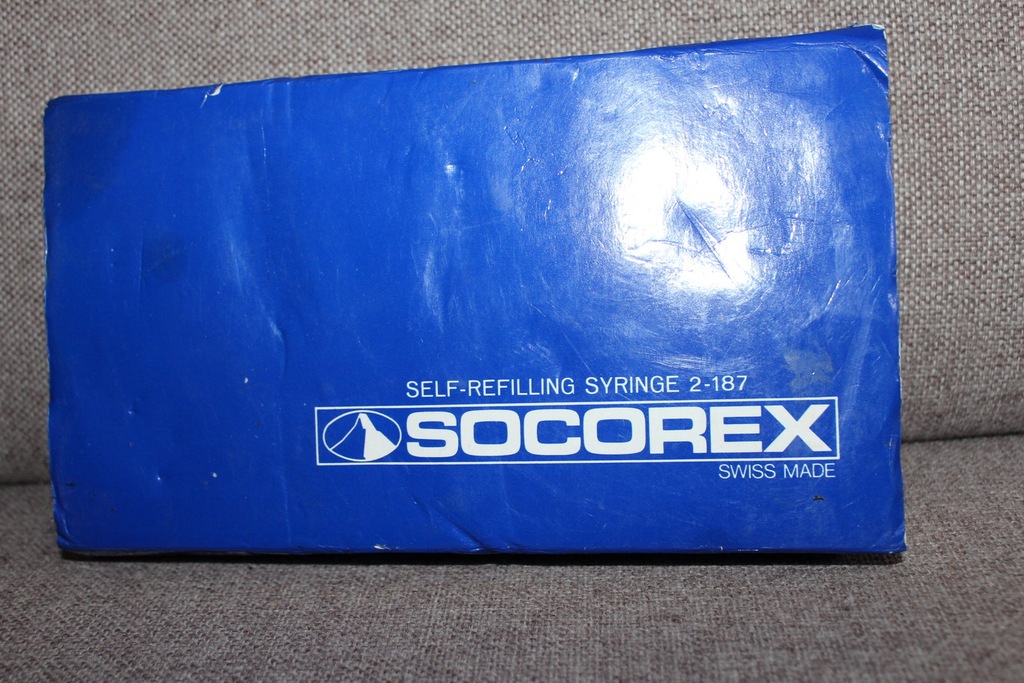 SELF-REFILLING SYRINGE 2-187
SOCOREX
SWISS MADE